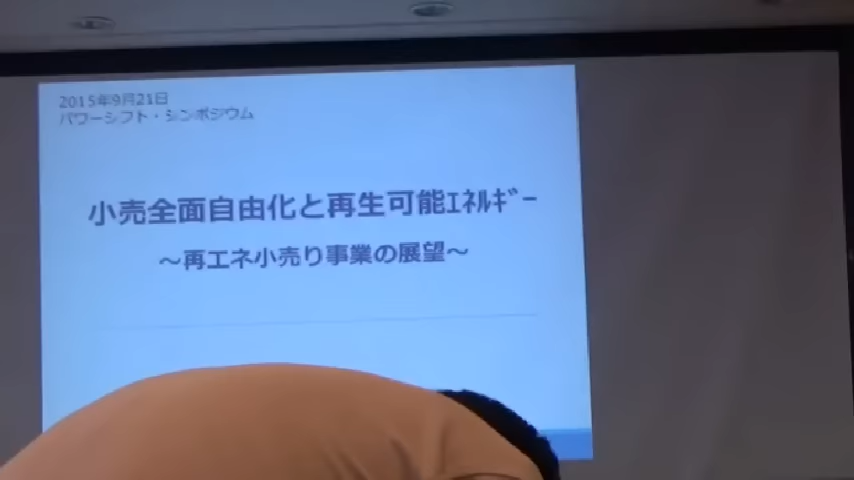 2015年9月21日
パワーシフト・シンポジウム
小売全面自由化と再生可能ｴﾈﾙｷﾞｰ
～再エネ小売り事業の展望～